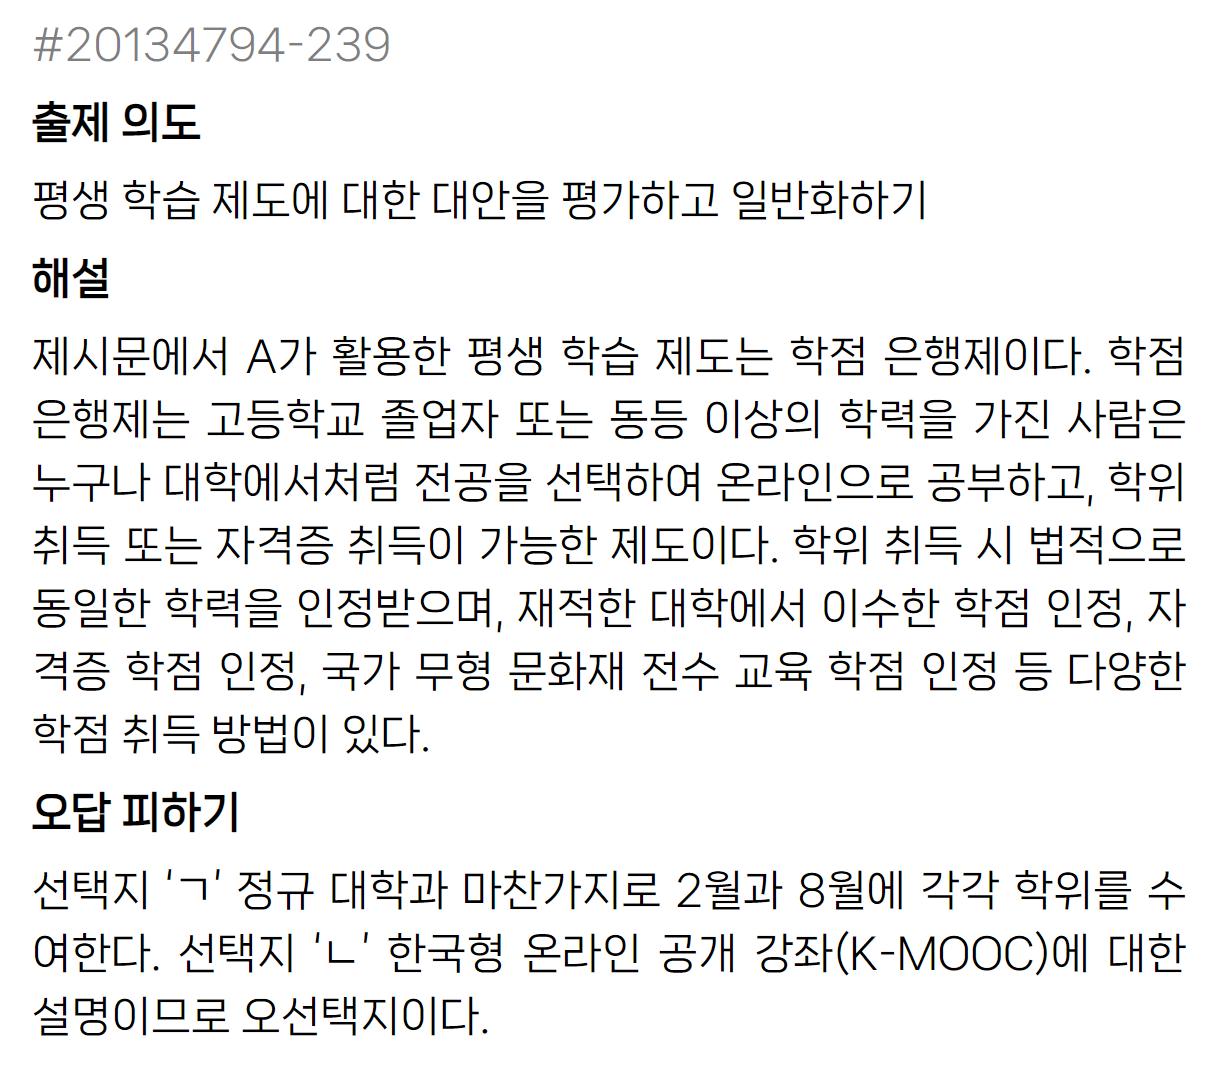 #20134794-239
출제 의도
평생 학습 제도에 대한 대안을 평가하고 일반화하기
해설
제시문에서 A가 활용한 평생 학습 제도는 학점 은행제이다. 학점
은행제는 고등학교 졸업자 또는 동등 이상의 학력을 가진 사람은
누구나 대학에서처럼 전공을 선택하여 온라인으로 공부하고, 학위
취득 또는 자격증 취득이 가능한 제도이다. 학위 취득 시 법적으로
동일한 학력을 인정받으며, 재적한 대학에서 이수한 학점 인정, 자
격증 학점 인정, 국가 무형 문화재 전수 교육 학점 인정 등 다양한
학점 취득 방법이 있다.
오답 피하기
선택지 ‘ㄱ’ 정규 대학과 마찬가지로 2월과 8월에 각각 학위를 수
여한다. 선택지 ‘ㄴ’ 한국형 온라인 공개 강좌(K-MOOC)에 대한
설명이므로 오선택지이다.